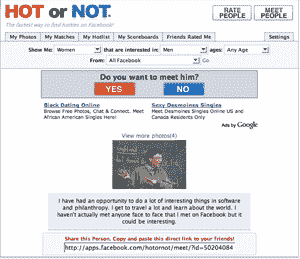 HOT or NOT.
The fastest way to find hotties on Facebook!
RATE PEOPLE
MEET PEOPLE
My Photos
My Matches
My Hotlist
My Scoreboards
Friends Rated Me
Settings
Show Me: Women that are interested in: Men ages: Any Age
From: All Facebook Go
Do you want to meet him?
YES
NO
Black Dating Online
Browse Free Photos, Chat & Connect. Meet
African American Singles Here!
Sexy Desmoines Singles
Meet Desmoines Singles Online US and
Canada Residents Only
Ads by Google
View more photos(4)
I have had an opportunity to do a lot of interesting things in software
and philanthropy. I get to travel a lot and learn about the world. I
haven't actually met anyone face to face that I met on Facebook but it
could be interesting.
Share this Person. Copy and paste this direct link to your friends!
http://apps.facebook.com/hotornot/meet/?id=50204084